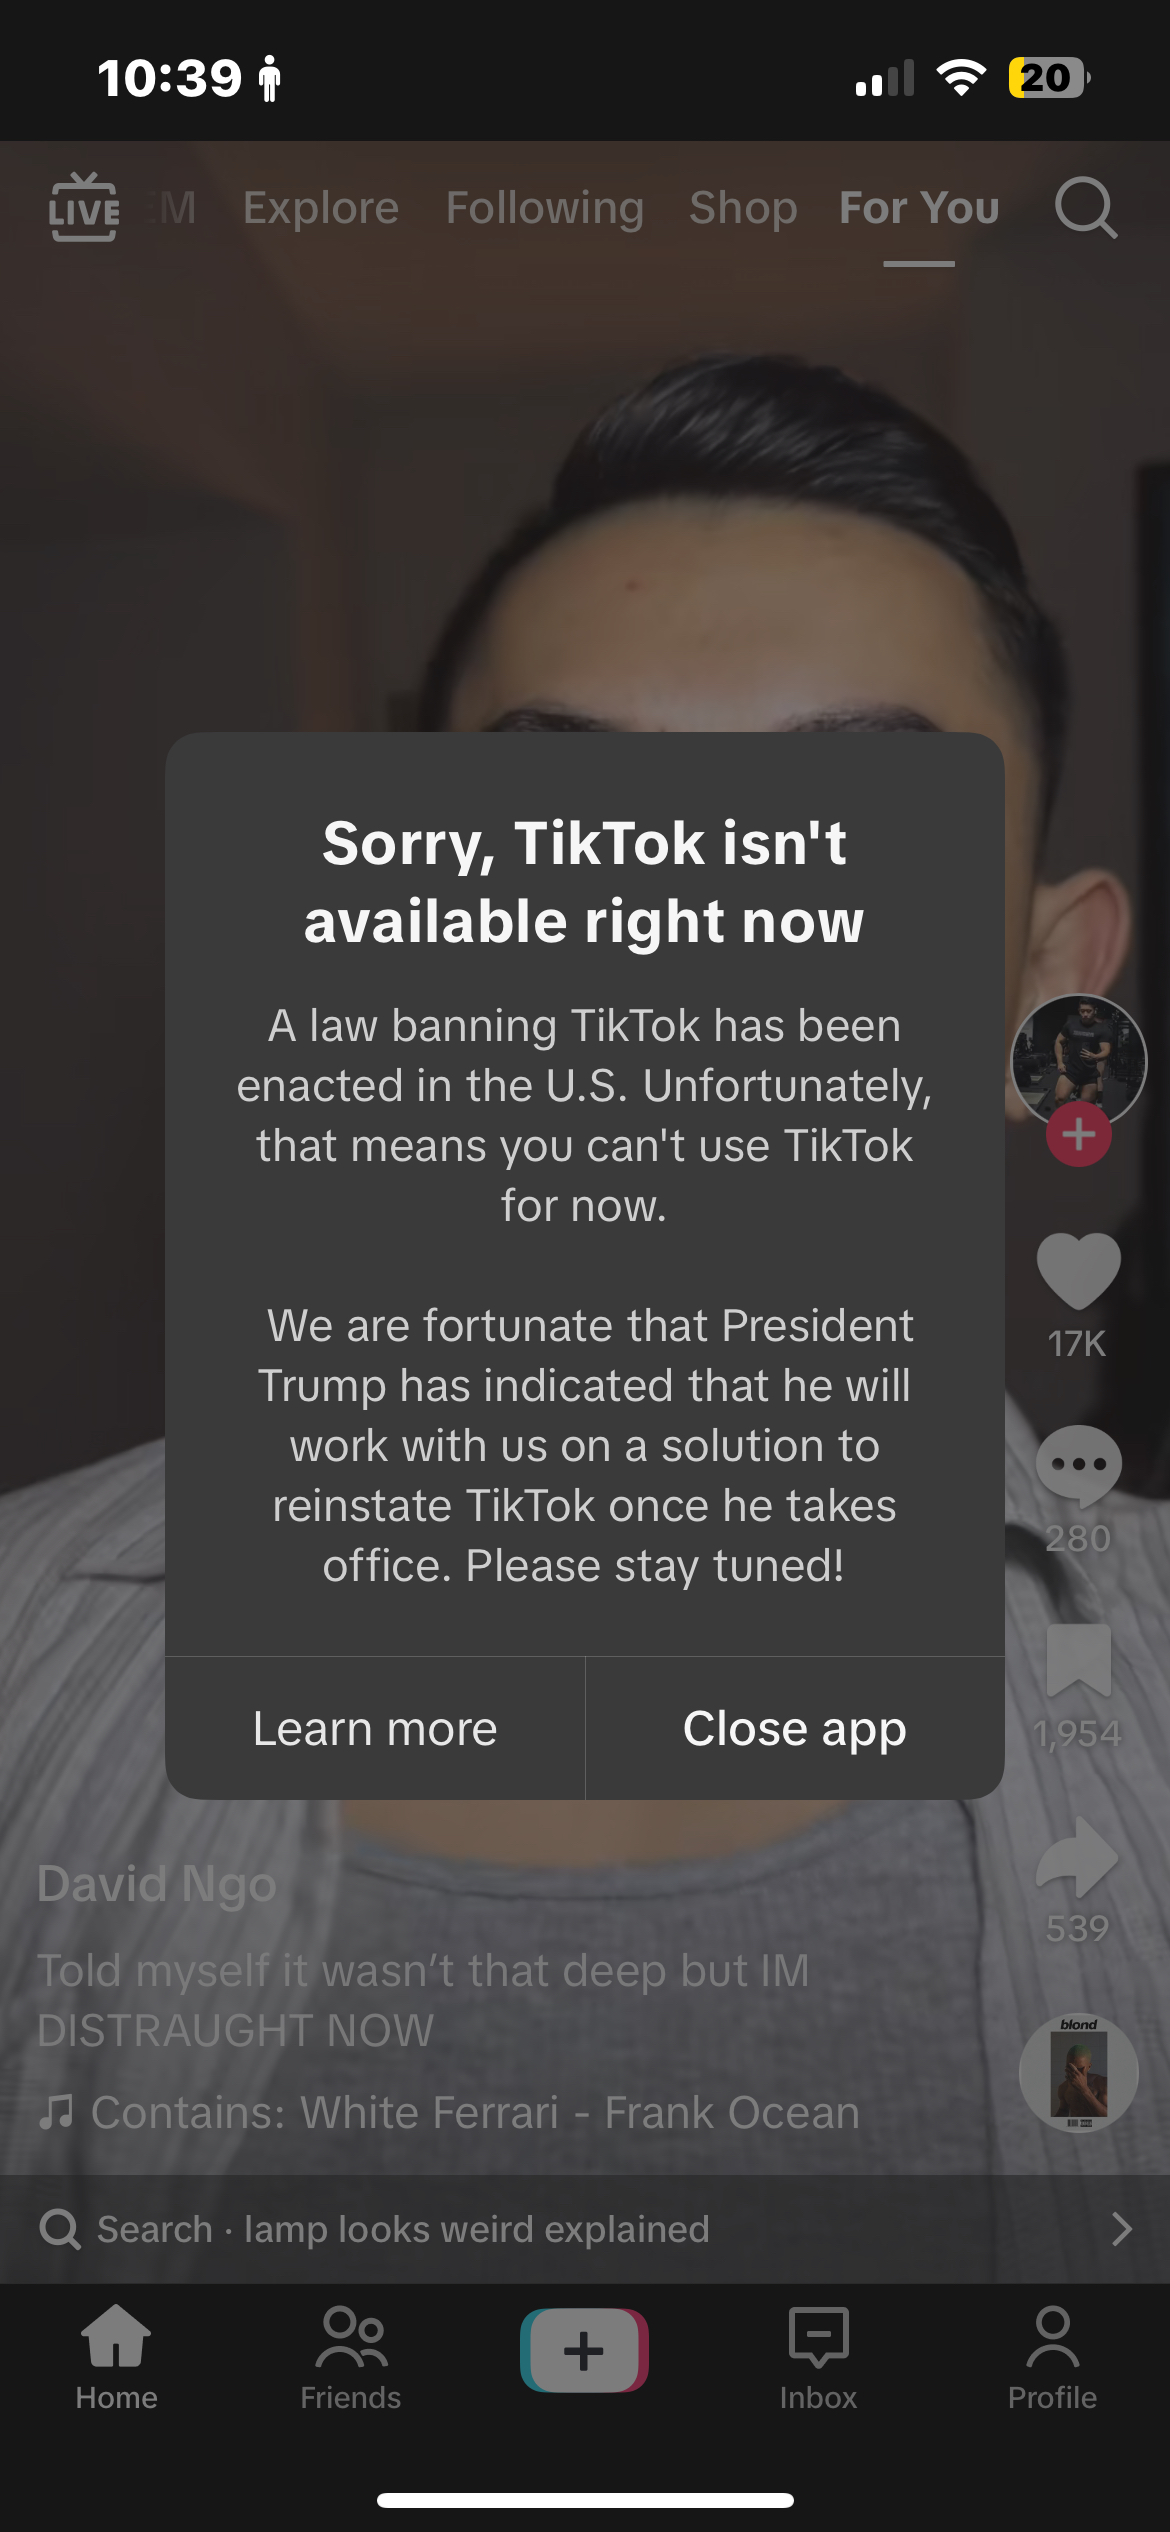 10:39
20
LIVE
EM Explore Following Shop For You
Sorry, TikTok isn't
available right now
A law banning TikTok has been
enacted in the U.S. Unfortunately,
that means you can't use TikTok
for now.
We are fortunate that President
Trump has indicated that he will
work with us on a solution to
reinstate TikTok once he takes
office. Please stay tuned!
Learn more
Close app
17K
280
1,954
539
David Ngo
Told myself it wasn’t that deep but IM
DISTRAUGHT NOW
Contains: White Ferrari - Frank Ocean
blond
Search · lamp looks weird explained
Home
Friends
Inbox
Profile